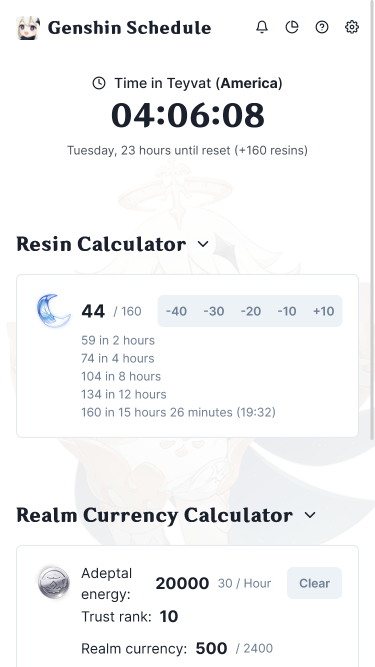 Genshin Schedule
Time in Teyvat (America)
04:06:08
Tuesday, 23 hours until reset (+160 resins)
Resin Calculator
44 / 160 -40 -30 -20 -10 +10
59 in 2 hours
74 in 4 hours
104 in 8 hours
134 in 12 hours
160 in 15 hours 26 minutes (19:32)
Realm Currency Calculator
Adeptal energy: 20000 30 / Hour Clear
Trust rank: 10
Realm currency: 500 / 2400